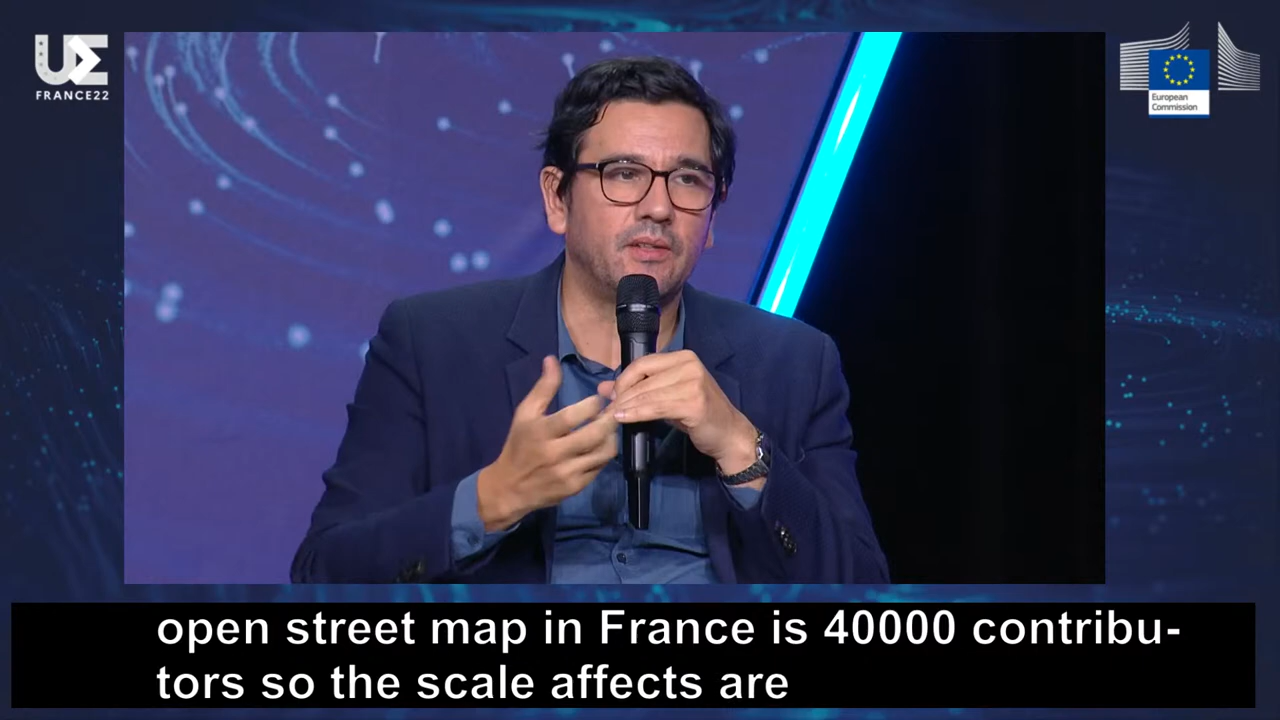 UE
FRANCE22
European
Commission
open street map in France is 40000 contribu-
tors so the scale affects are